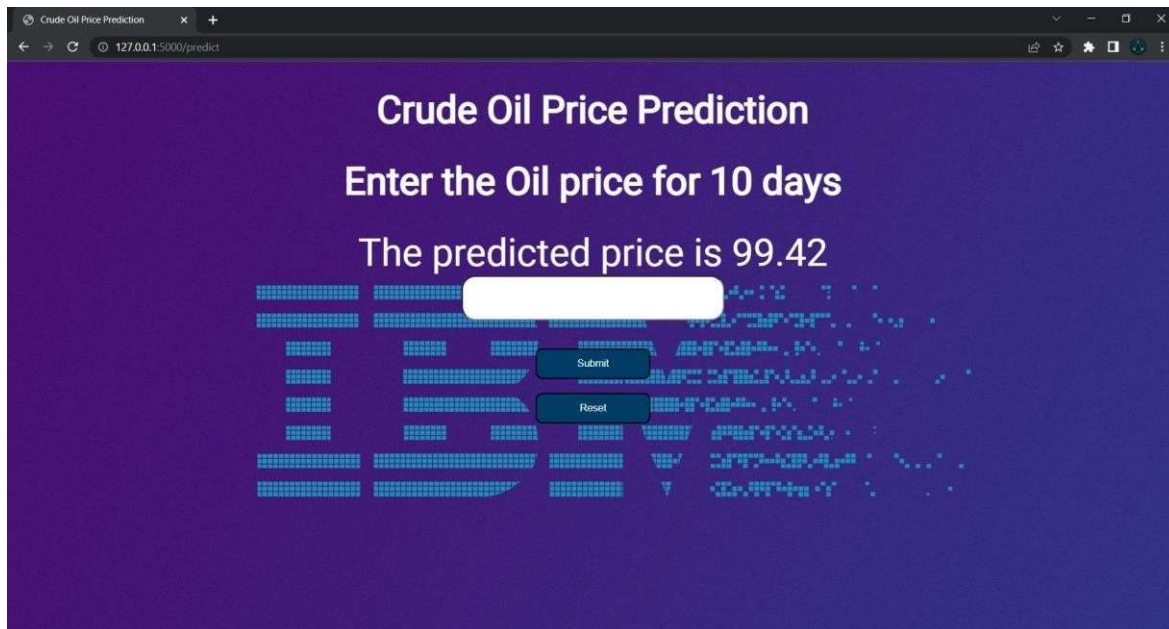 Crude Oil Price Prediction
127.0.0.1:5000/predict
Crude Oil Price Prediction
Enter the Oil price for 10 days
The predicted price is 99.42
IBM
Submit
Reset